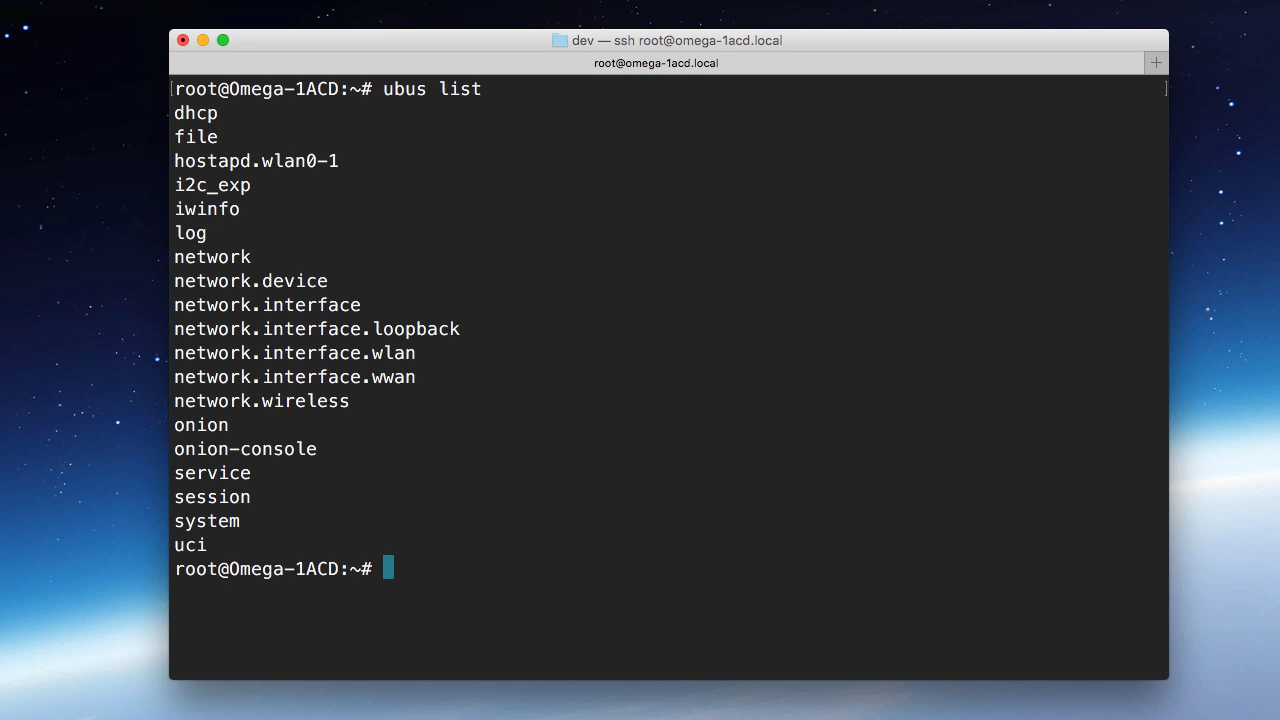 dev — ssh root@omega-1acd.local
root@omega-1acd.local
[root@Omega-1ACD:~# ubus list ]
dhcp
file
hostapd.wlan0-1
i2c_exp
iwinfo
log
network
network.device
network.interface
network.interface.loopback
network.interface.wlan
network.interface.wwan
network.wireless
onion
onion-console
service
session
system
uci
root@Omega-1ACD:~#